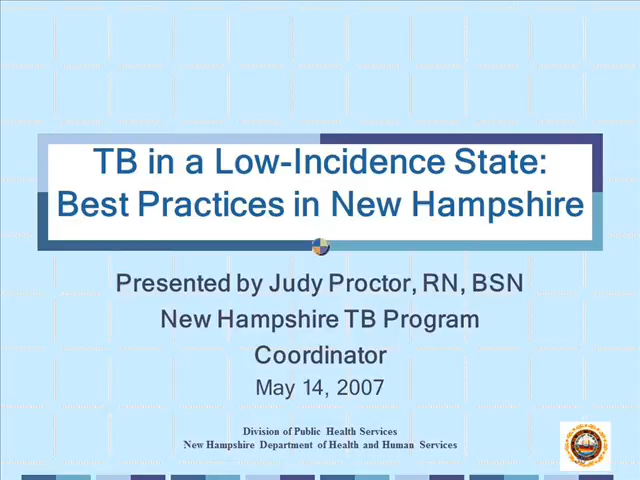 TB in a Low-Incidence State:
Best Practices in New Hampshire
Presented by Judy Proctor, RN, BSN
New Hampshire TB Program
Coordinator
May 14, 2007
Division of Public Health Services
New Hampshire Department of Health and Human Services